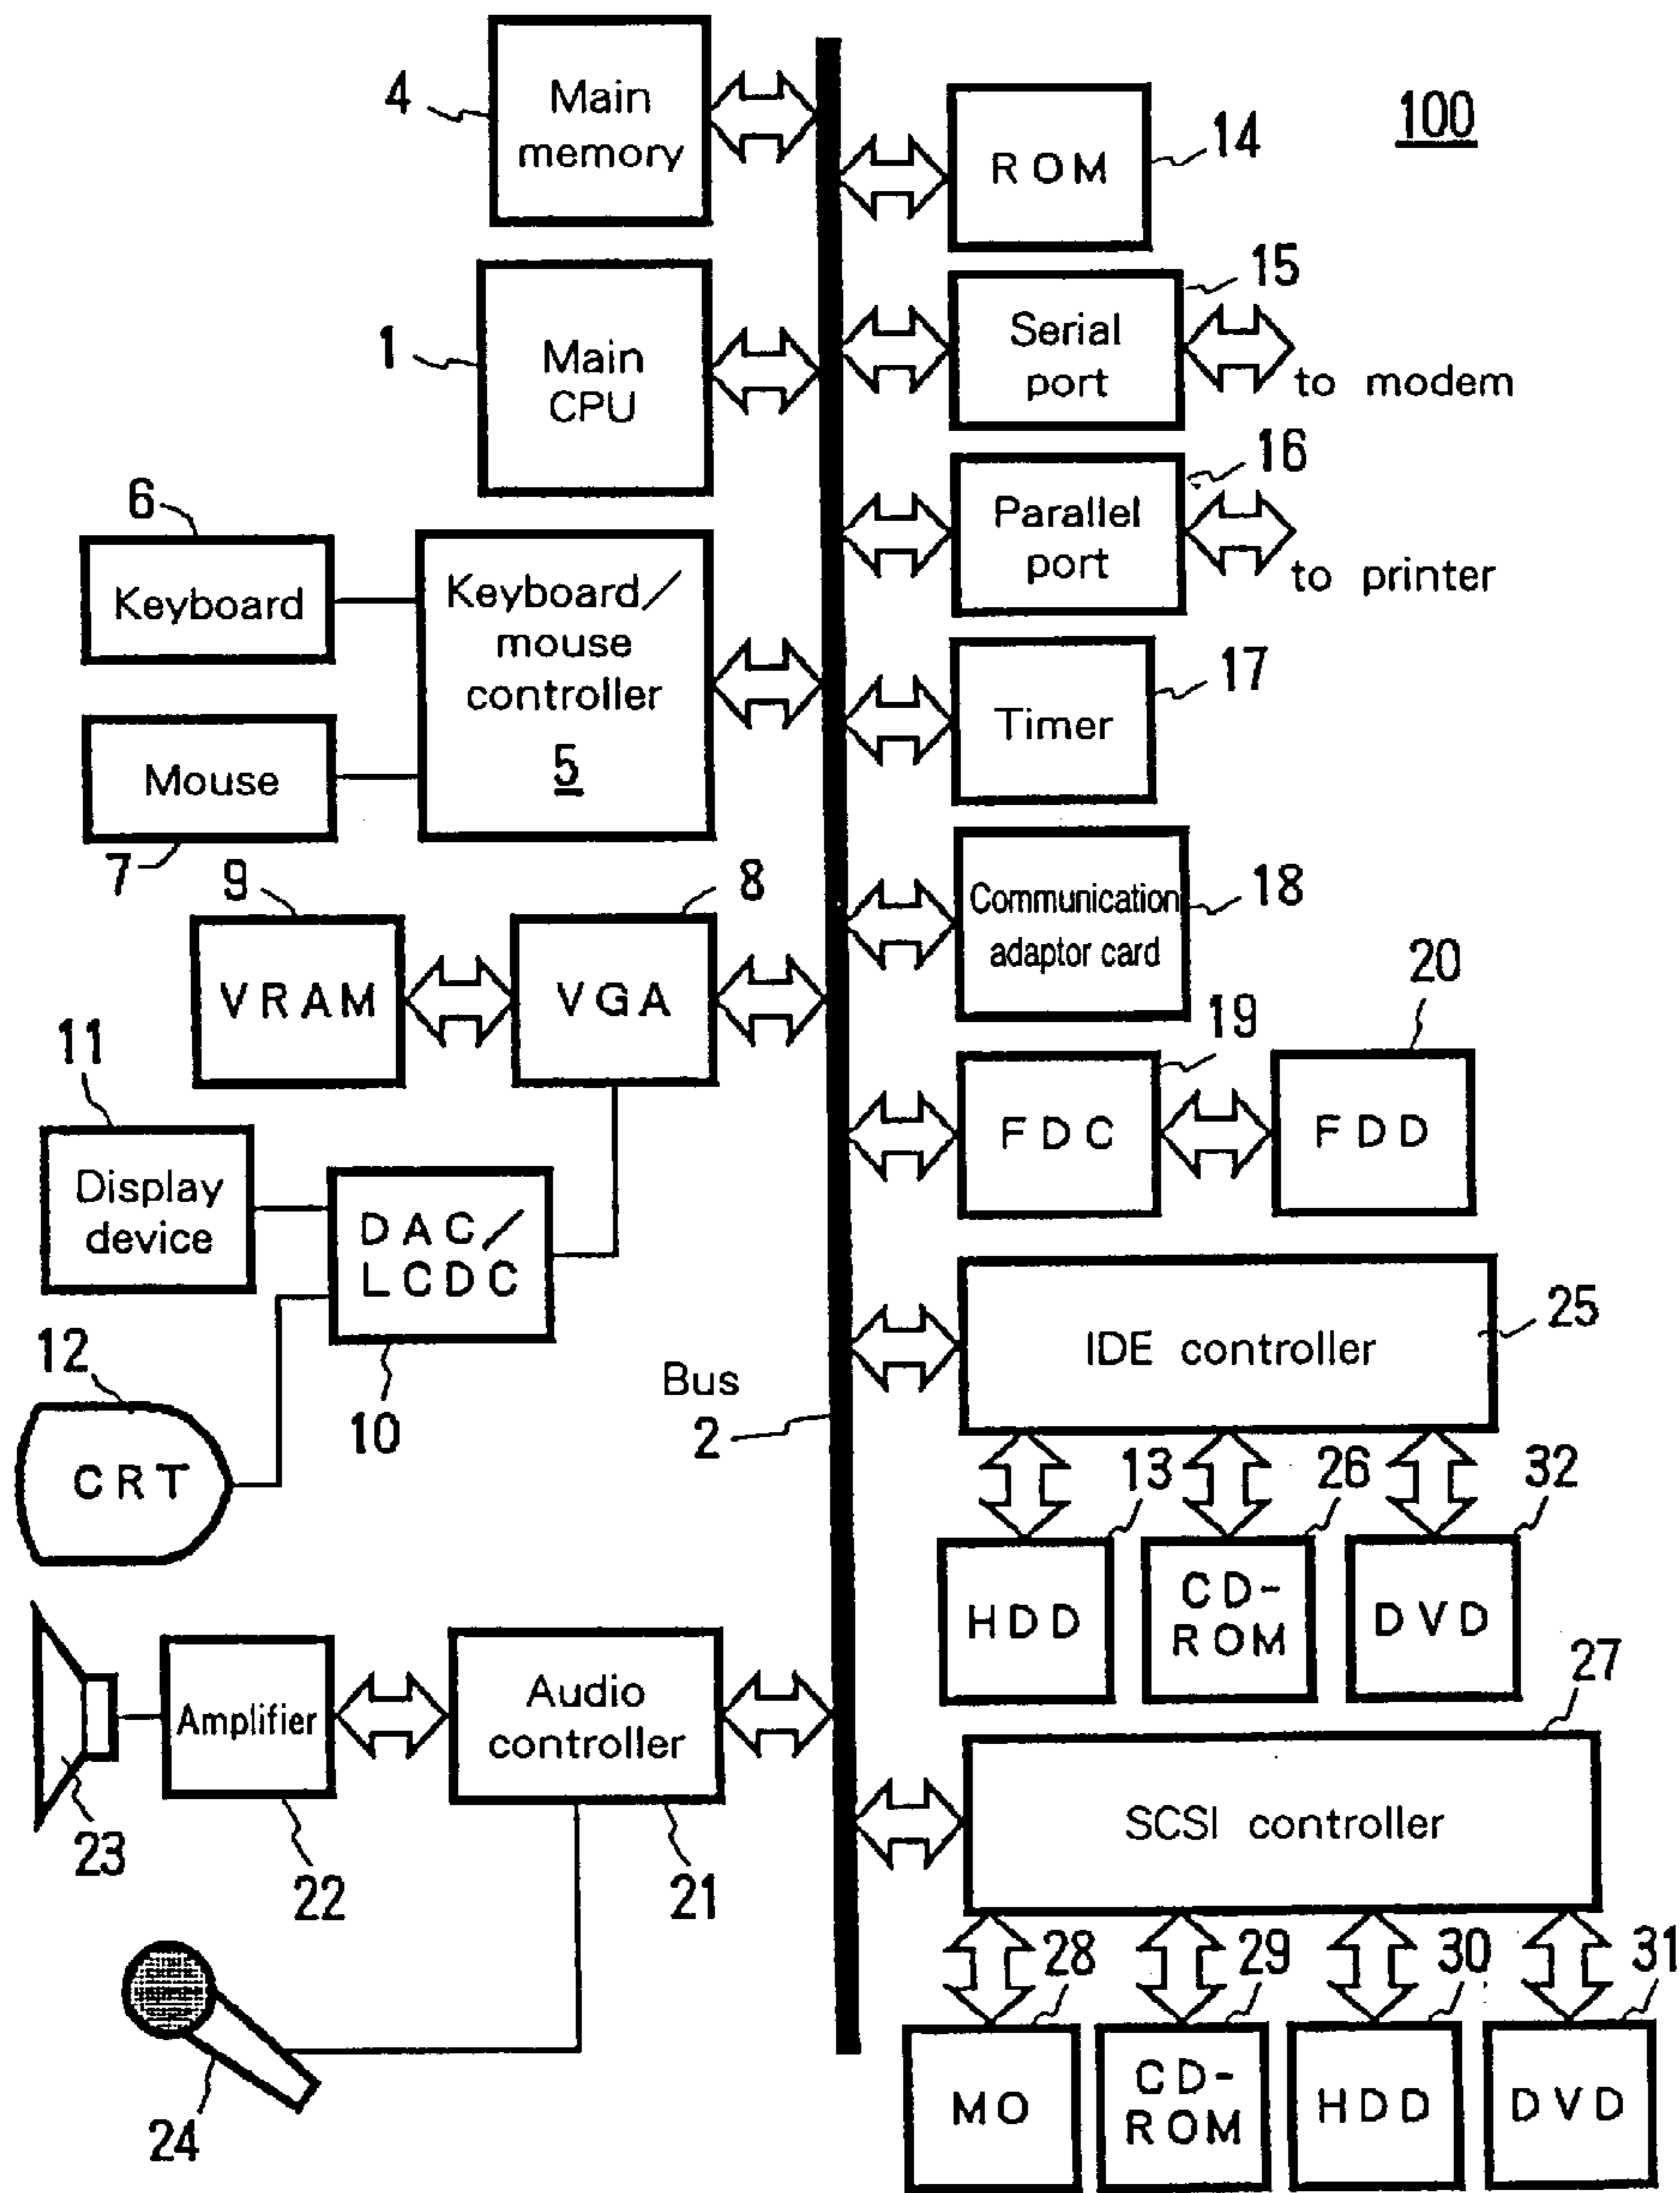 100
4
Main
memory
1
Main
CPU
6
Keyboard
Keyboard/
mouse
controller
5
Mouse
7
9
VRAM
8
VGA
11
Display
device
DAC/
LCDC
10
12
CRT
Bus
2
Amplifier
22
23
Audio
controller
21
24
14
ROM
15
Serial
port
to modem
16
Parallel
port
to printer
17
Timer
18
Communication
adaptor card
19
FDC
20
FDD
25
IDE controller
13
HDD
26
CD-
ROM
32
DVD
27
SCSI controller
28
MO
29
CD-
ROM
30
HDD
31
DVD